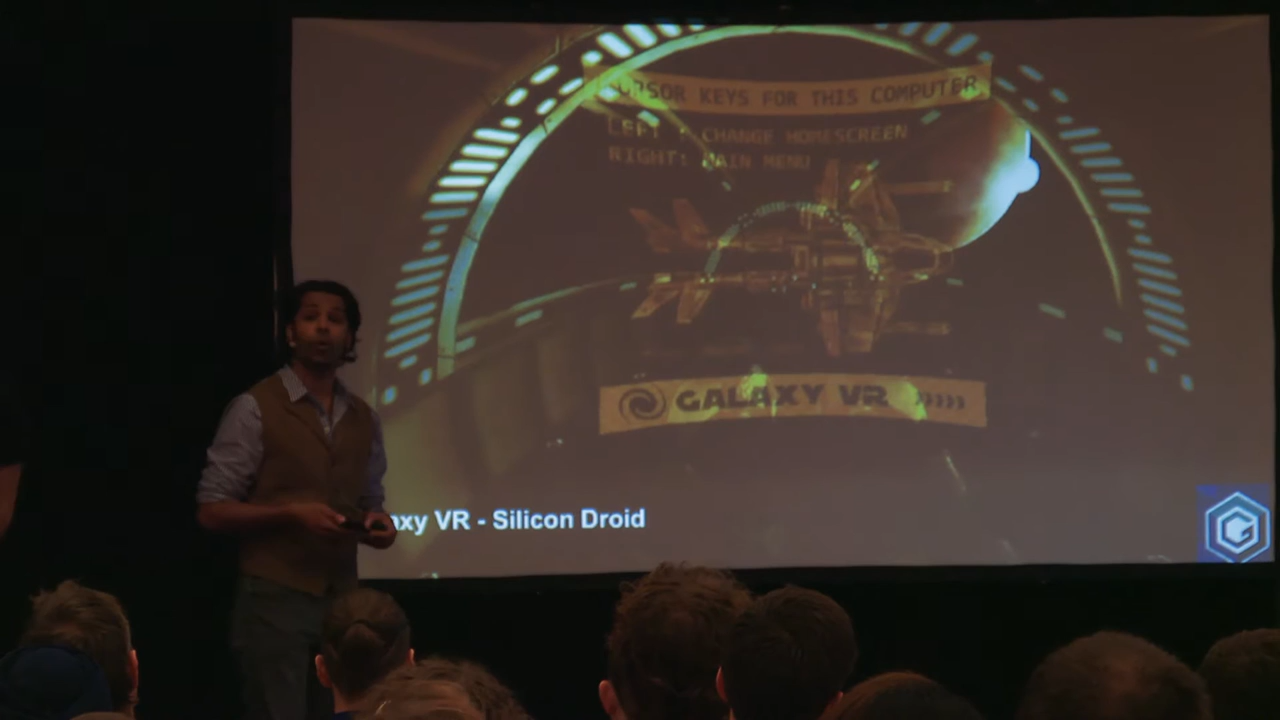 CURSOR KEYS FOR THIS COMPUTER
LEFT : CHANGE HOMESCREEN
RIGHT: MAIN MENU
GALAXY VR
axy VR - Silicon Droid